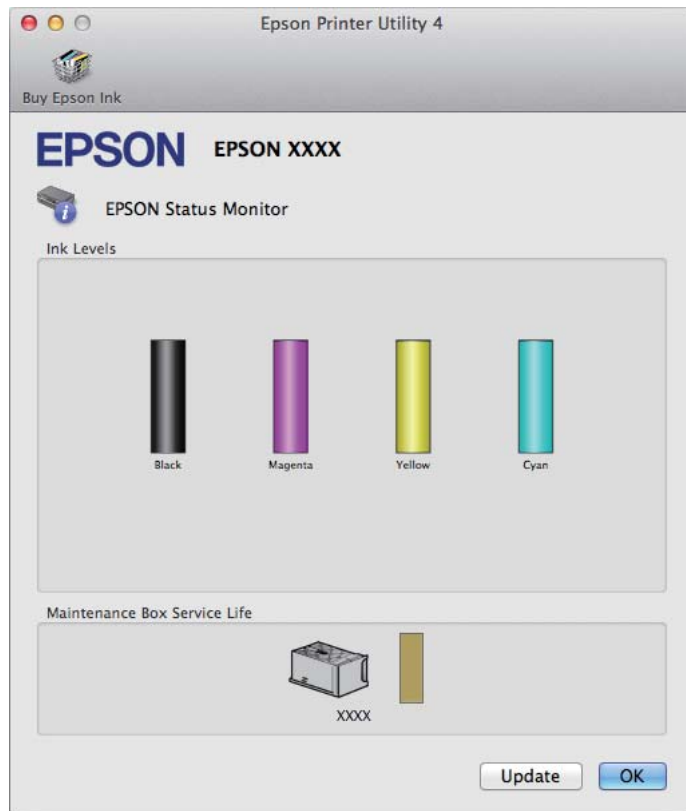 Epson Printer Utility 4
Buy Epson Ink
EPSON EPSON XXXX
EPSON Status Monitor
Ink Levels
Black Magenta Yellow Cyan
Maintenance Box Service Life
XXXX
Update OK